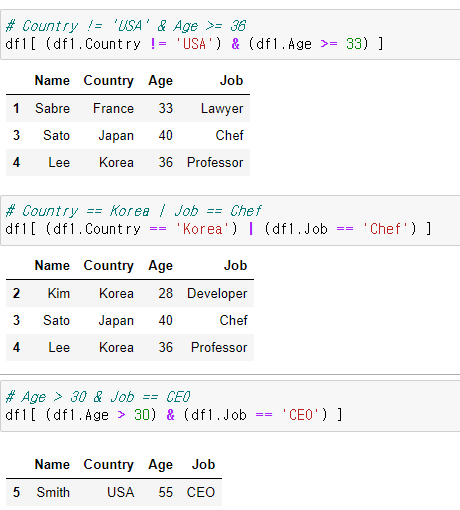 # Country != 'USA' & Age >= 36
df1[ (df1.Country != 'USA') & (df1.Age >= 33) ]
Name Country Age Job
1 Sabre France 33 Lawyer
3 Sato Japan 40 Chef
4 Lee Korea 36 Professor
# Country == Korea | Job == Chef
df1[ (df1.Country == 'Korea') | (df1.Job == 'Chef') ]
Name Country Age Job
2 Kim Korea 28 Developer
3 Sato Japan 40 Chef
4 Lee Korea 36 Professor
# Age > 30 & Job == CEO
df1[ (df1.Age > 30) & (df1.Job == 'CEO') ]
Name Country Age Job
5 Smith USA 55 CEO